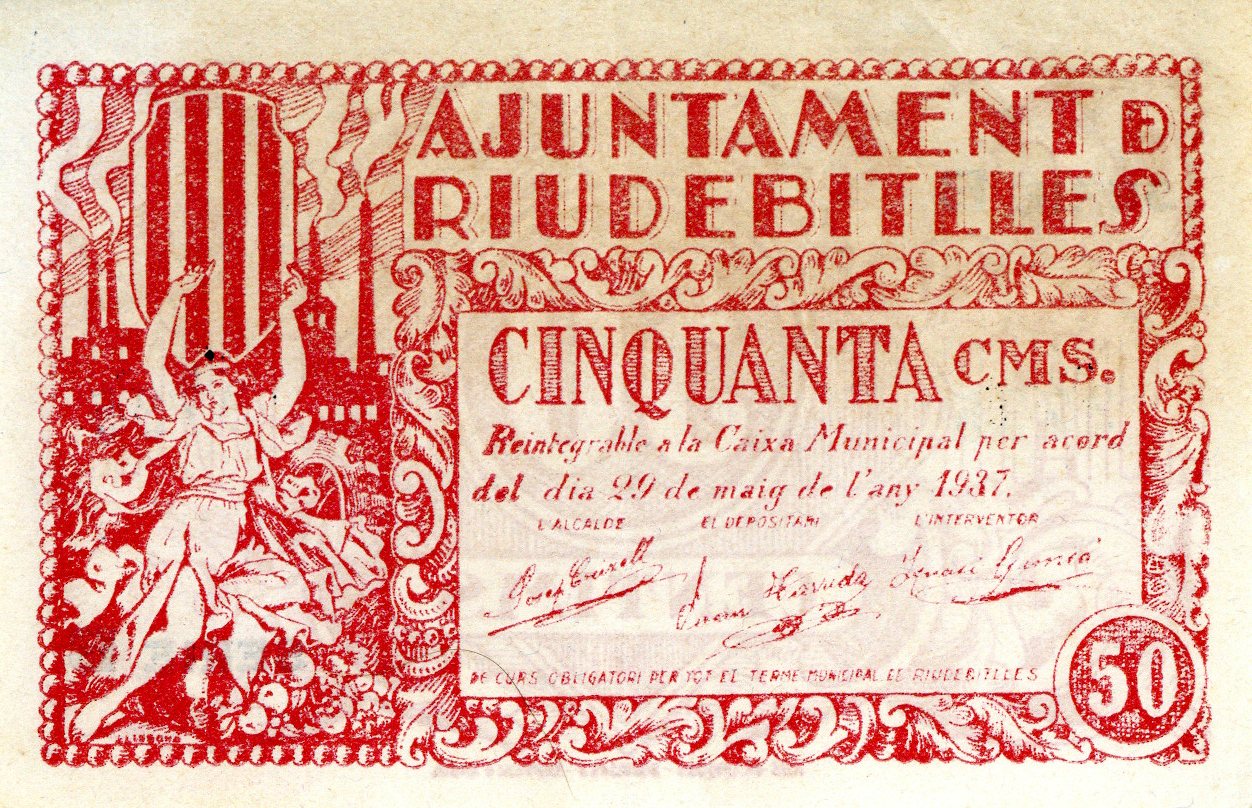 AJUNTAMENT DE
RIUDEBITLLES
CINQUANTA CMS.
Reintegrable a la Caixa Municipal per acord
del dia 29 de maig de l'any 1937.
L'ALCALDE EL DEPOSITARI L'INTERVENTOR
DE CURS OBLIGATORI PER TOT EL TERME MUNICIPAL DE RIUDEBITLLES
50